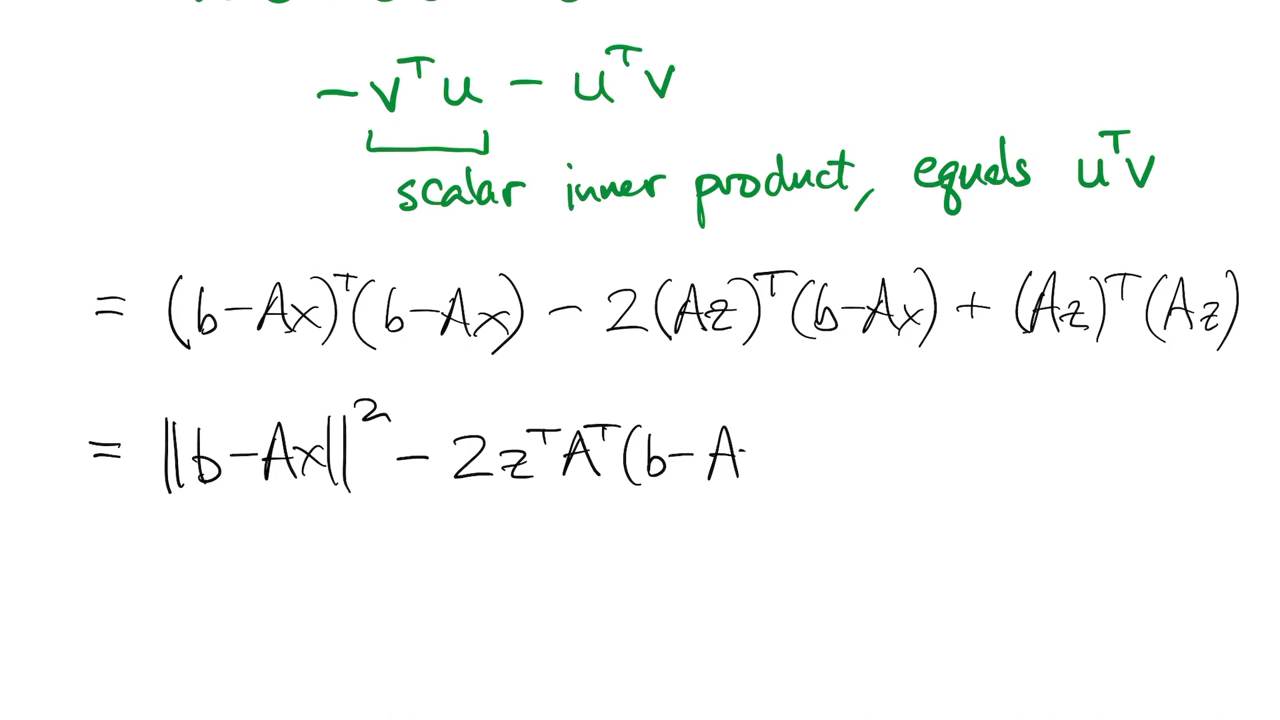 -vᵀu - uᵀv
scalar inner product, equals uᵀv
= (b-Ax)ᵀ(b-Ax) - 2(Az)ᵀ(b-Ax) + (Az)ᵀ(Az)
= ||b-Ax||² - 2zᵀAᵀ(b-A